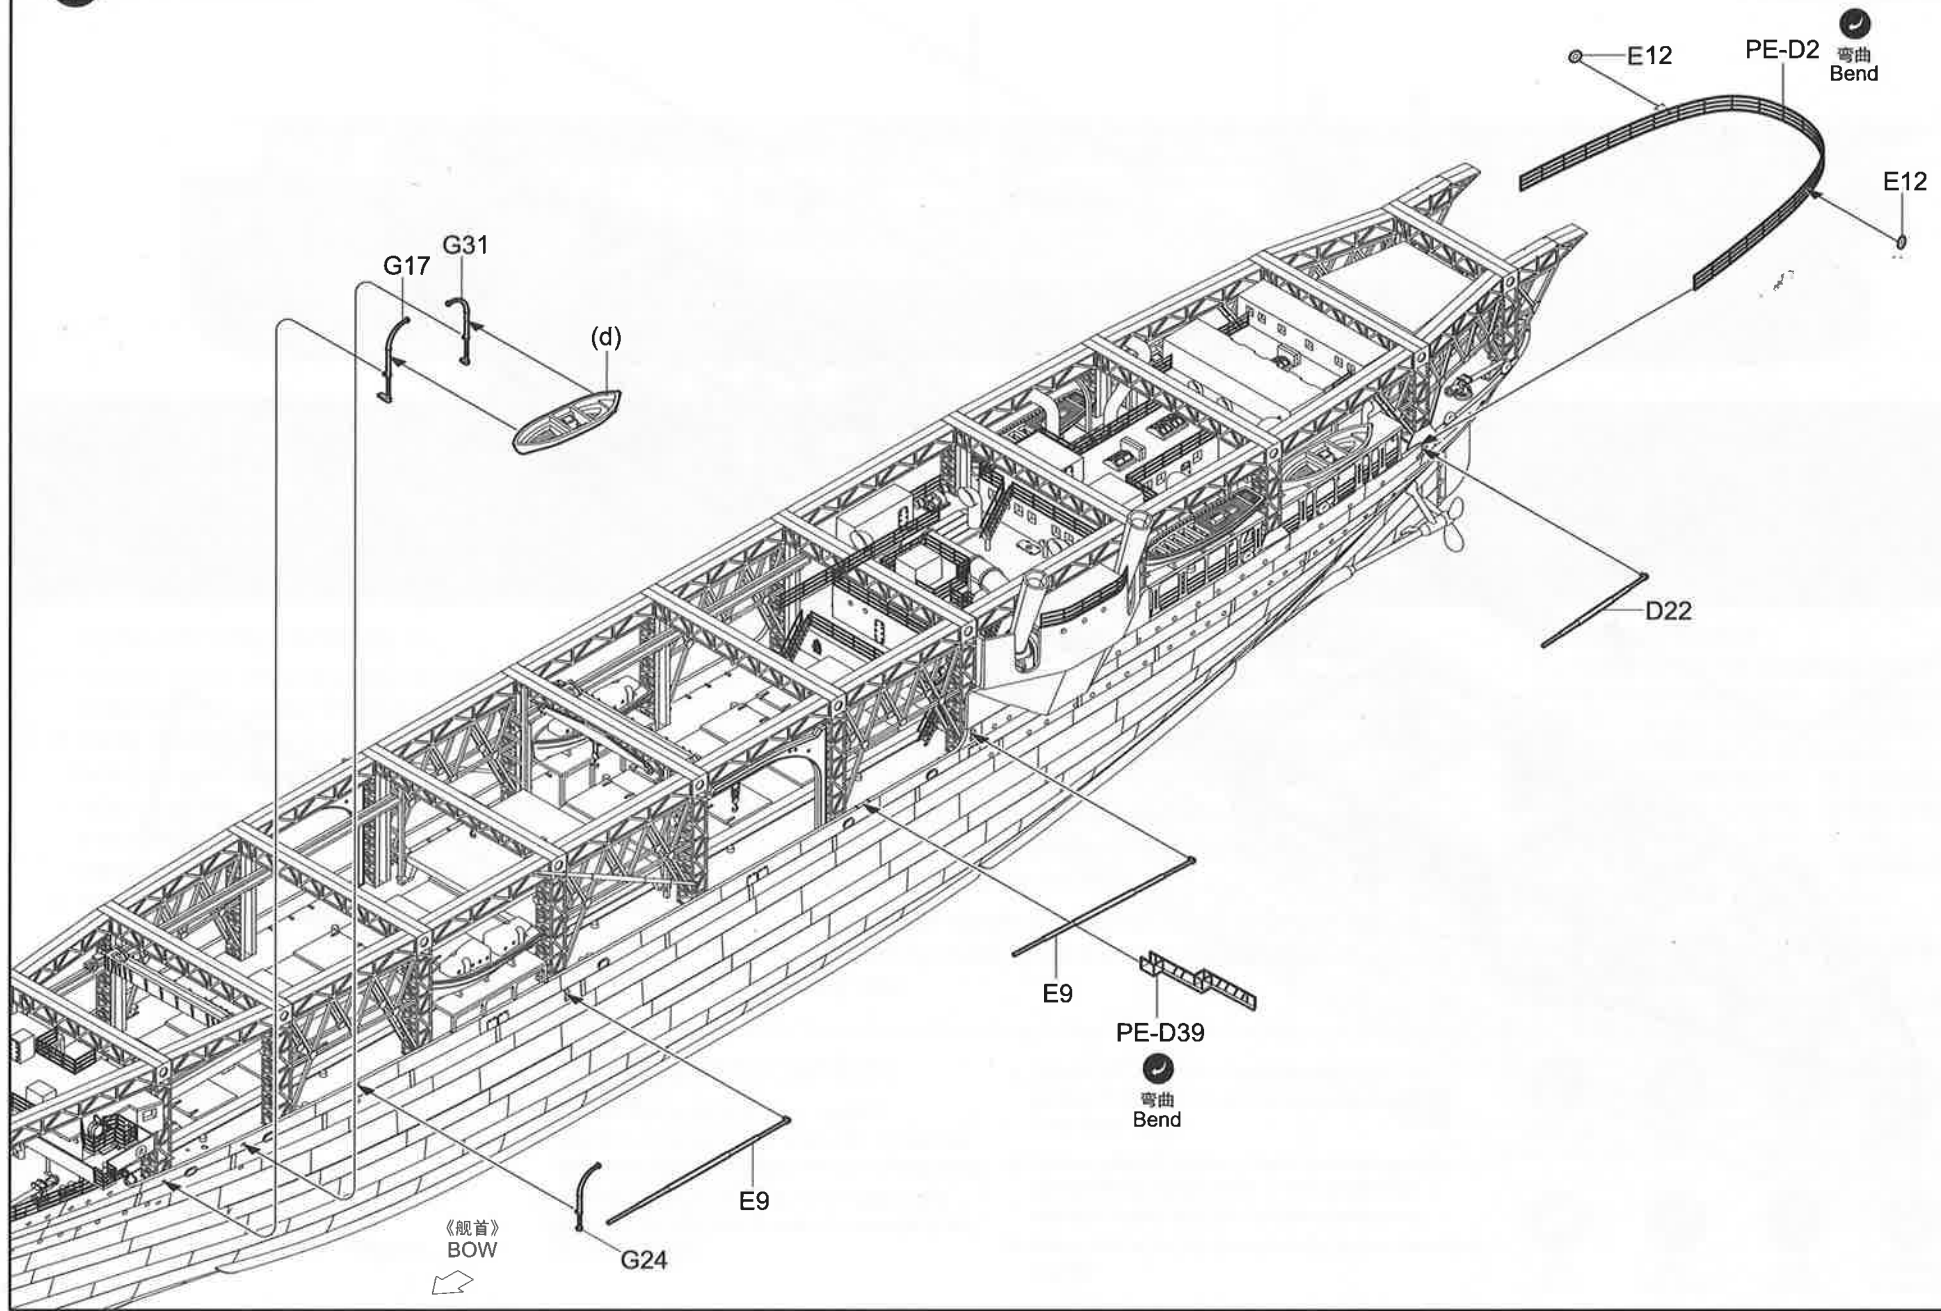 E12
PE-D2
弯曲
Bend
E12
G31
G17
(d)
D22
E9
PE-D39
弯曲
Bend
E9
G24
《舰首》
BOW